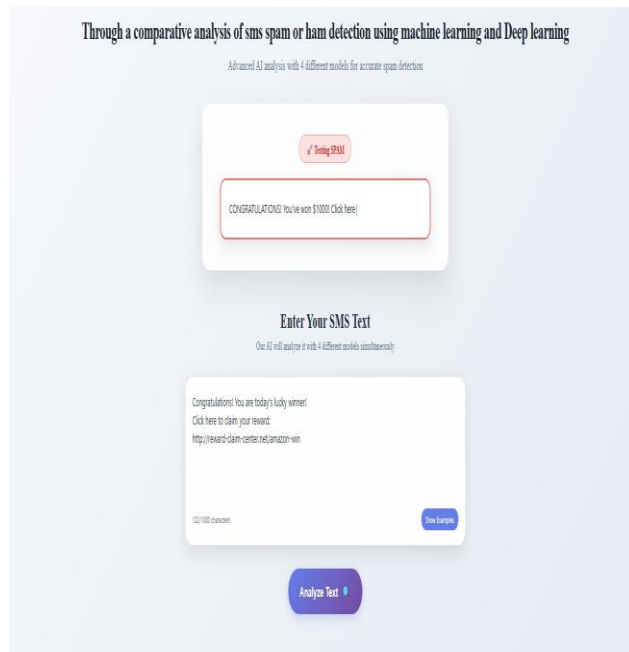 Through a comparative analysis of sms spam or ham detection using machine learning and Deep learning
Advanced AI analysis with 4 different models for accurate spam detection
Testing SPAM
CONGRATULATIONS! You've won $1000! Click here
Enter Your SMS Text
Our AI will analyze it with 4 different models simultaneously
Congratulations! You are today's lucky winner!
Click here to claim your reward:
http://reward-claim-center.net/amazon-win
122/1000 characters
Show Examples
Analyze Text